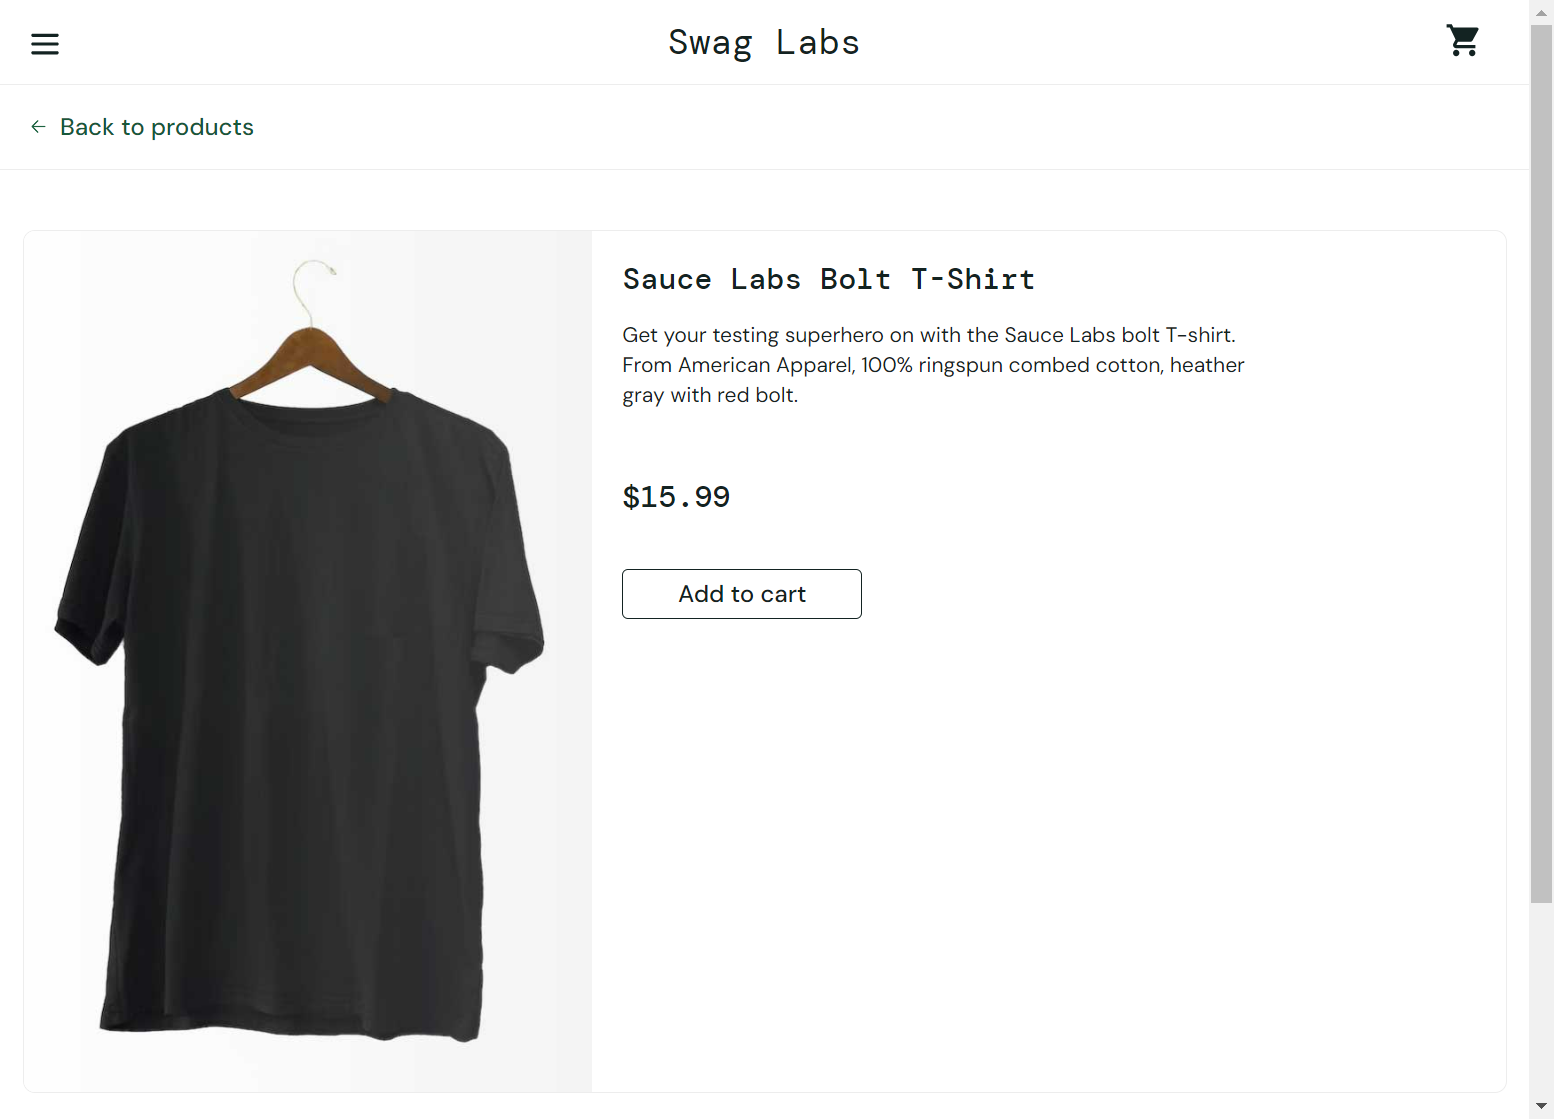 Swag Labs
Back to products
Sauce Labs Bolt T-Shirt
Get your testing superhero on with the Sauce Labs bolt T-shirt.
From American Apparel, 100% ringspun combed cotton, heather
gray with red bolt.
$15.99
Add to cart